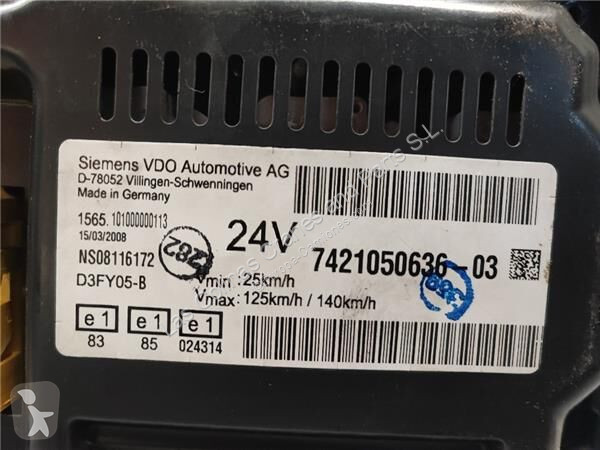 Siemens VDO Automotive AG
D-78052 Villingen-Schwenningen
Made in Germany
1565.101000000113
15/03/2008
NS08116172
D3FY05-B
24V
7421050636-03
Vmin :25km/h
Vmax: 125km/h / 140km/h
e1 e1 e1
83 85 024314